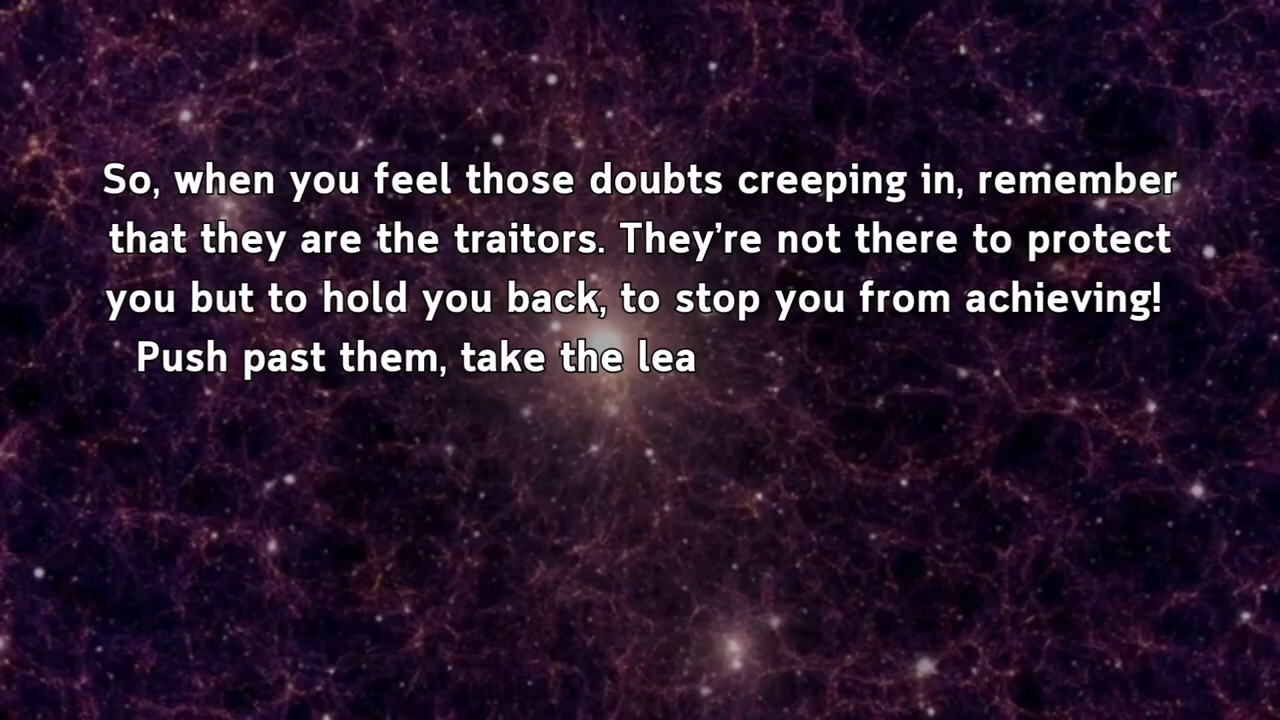 So, when you feel those doubts creeping in, remember
that they are the traitors. They’re not there to protect
you but to hold you back, to stop you from achieving!
Push past them, take the lea